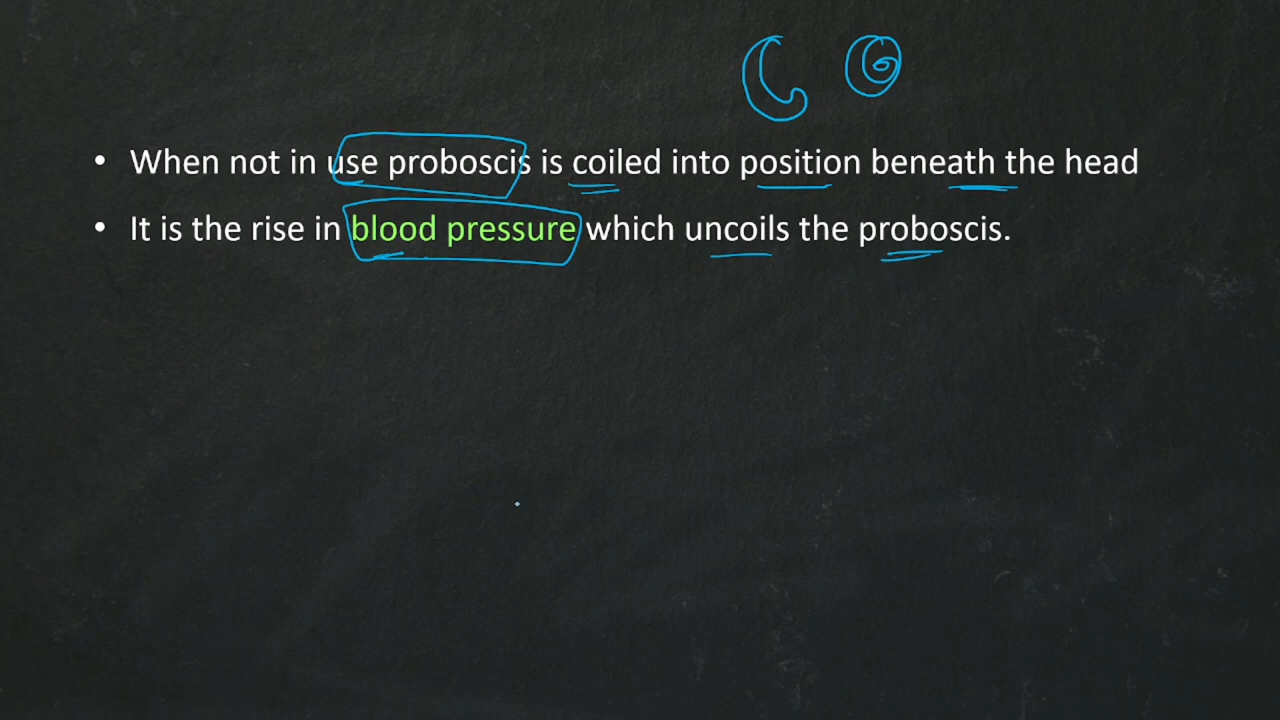 • When not in use proboscis is coiled into position beneath the head
• It is the rise in blood pressure which uncoils the proboscis.